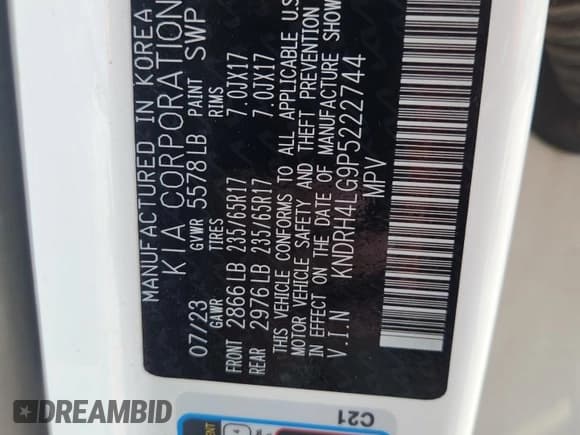 MANUFACTURED IN KOREA
KIA CORPORATION
07/23 GVWR 5578LB PAINT SWP
GAWR TIRES RIMS
FRONT 2866LB 235/65R17 7.0JX17
REAR 2976LB 235/65R17 7.0JX17
THIS VEHICLE CONFORMS TO ALL APPLICABLE U.S
MOTOR VEHICLE SAFETY AND THEFT PREVENTION
IN EFFECT ON THE DATE OF MANUFACTURE SHOW
V.I.N KNDRH4LG9P5222744
MPV
C21
DREAMBID